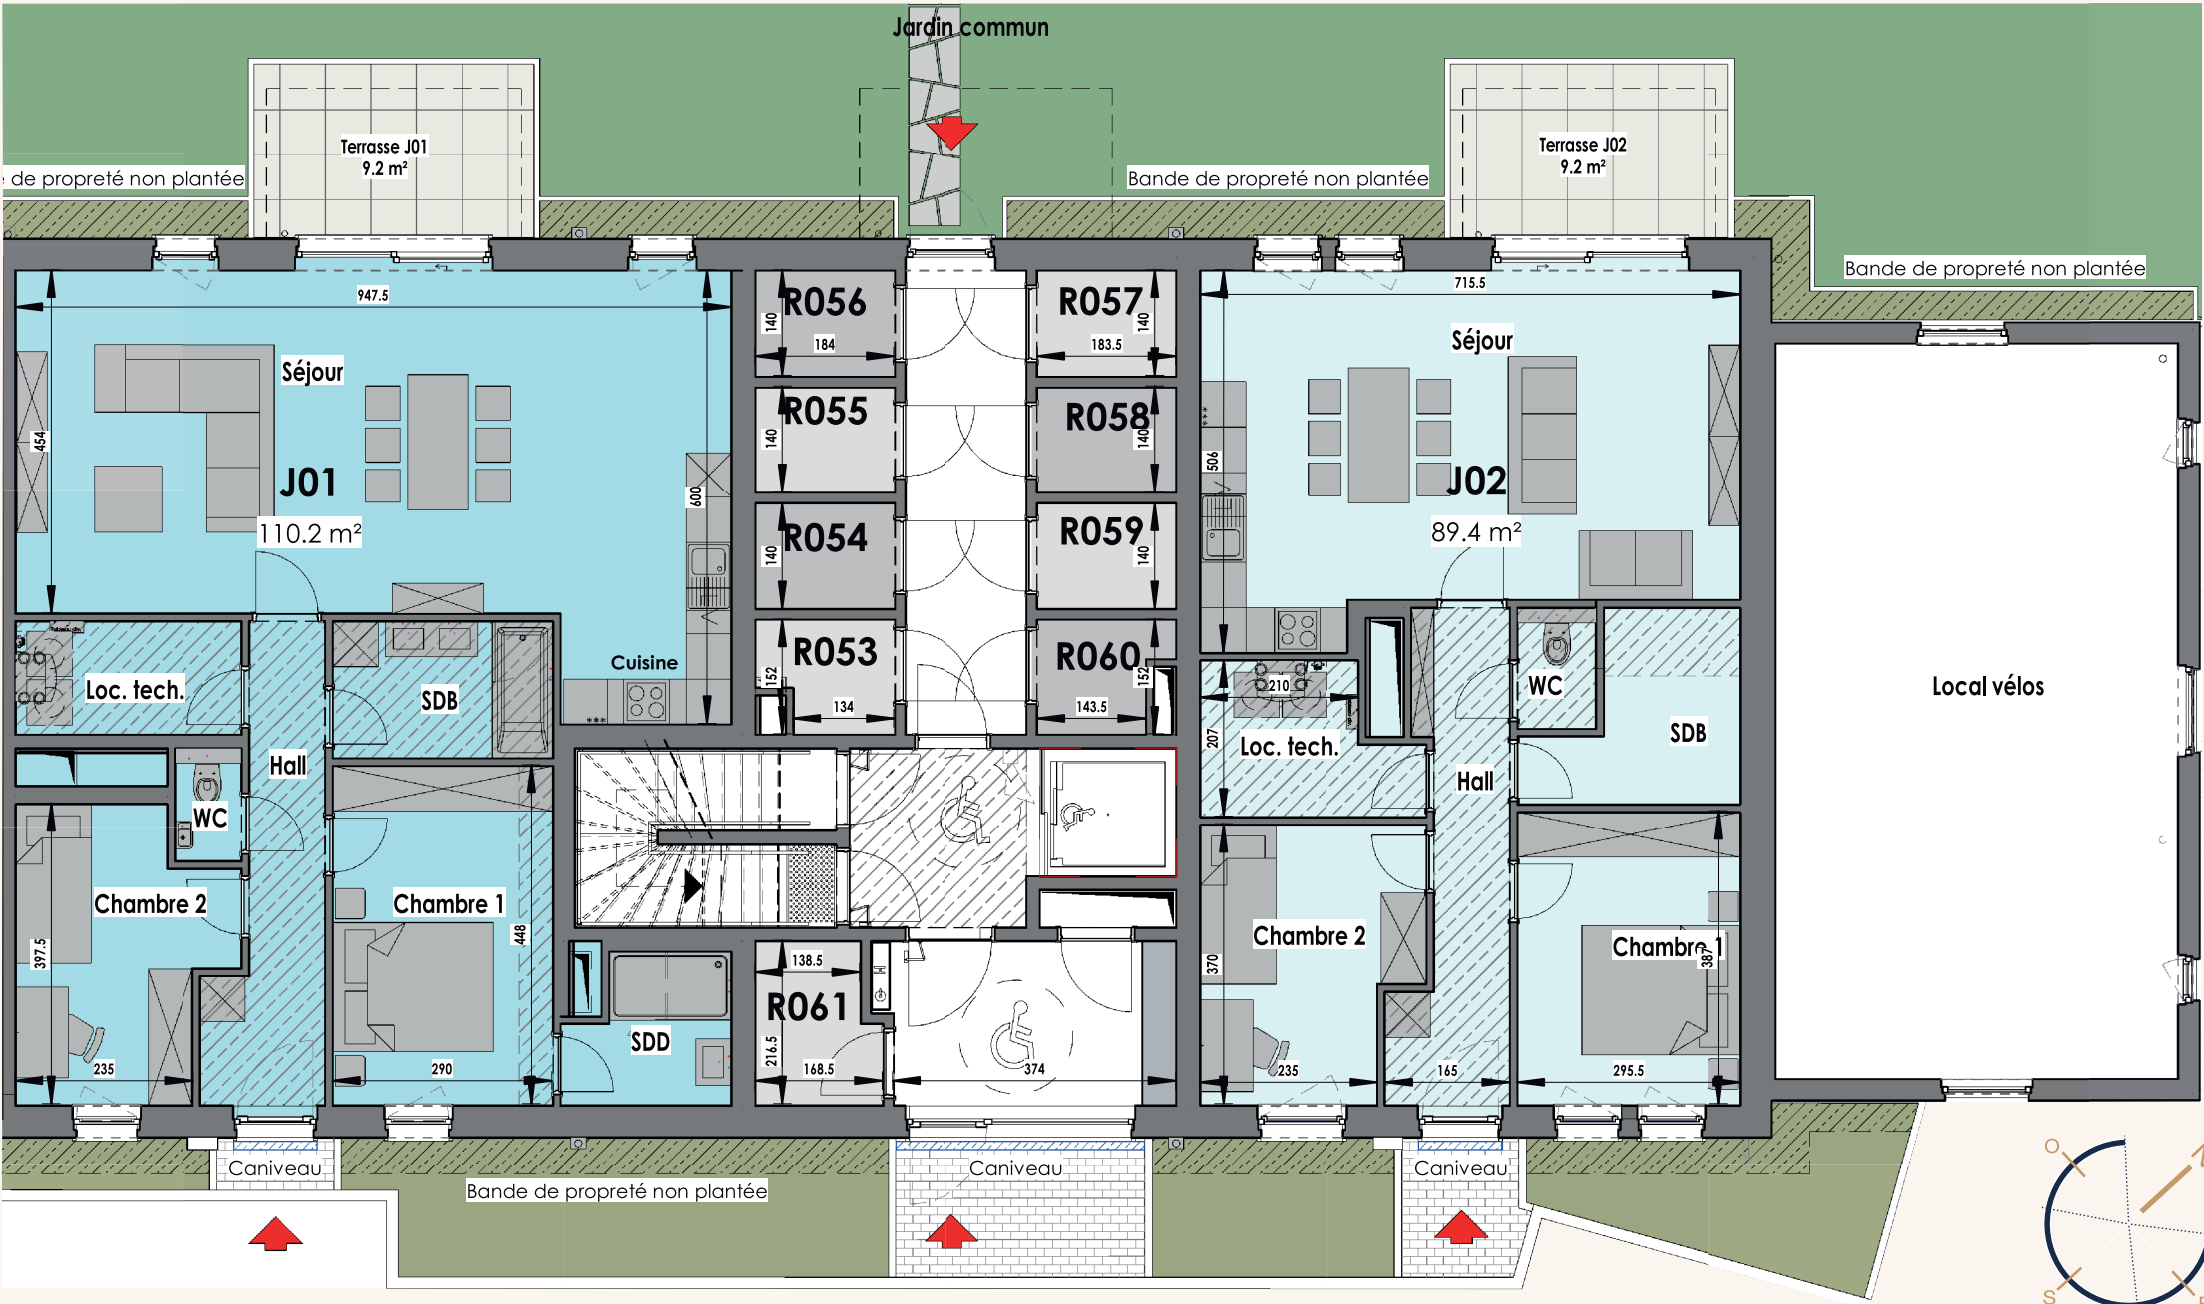 Jardin commun
Terrasse J01
9.2 m²
Terrasse J02
9.2 m²
de propreté non plantée
Bande de propreté non plantée
Bande de propreté non plantée
947.5
Séjour
454
J01
110.2 m²
600
Cuisine
R056
140
184
R055
140
R054
140
R053
152
134
R057
140
183.5
R058
140
R059
140
R060
152
143.5
715.5
Séjour
506
J02
89.4 m²
Local vélos
Loc. tech.
SDB
Hall
WC
Chambre 2
397.5
235
Chambre 1
448
290
SDD
138.5
R061
216.5
168.5
374
210
Loc. tech.
207
WC
SDB
Hall
Chambre 2
370
235
165
Chambre 1
387
295.5
Caniveau
Caniveau
Caniveau
Bande de propreté non plantée
O
N
S